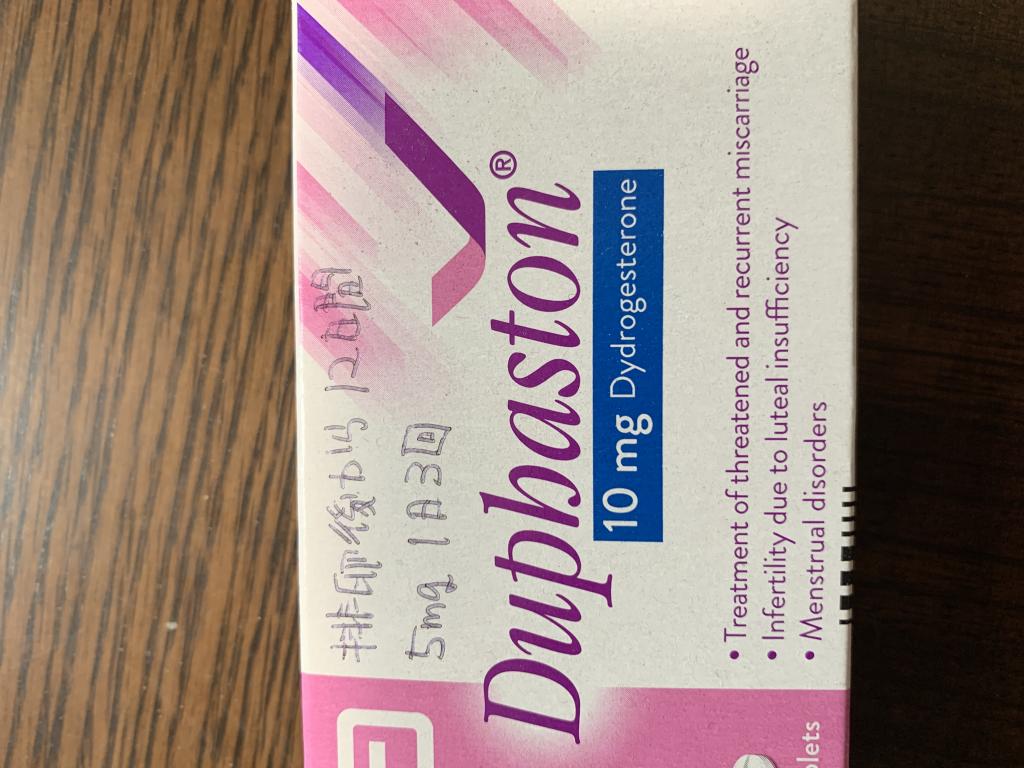 排卵後から12日間
5mg 1日3回
Duphaston®
10 mg Dydrogesterone
• Treatment of threatened and recurrent miscarriage
• Infertility due to luteal insufficiency
• Menstrual disorders